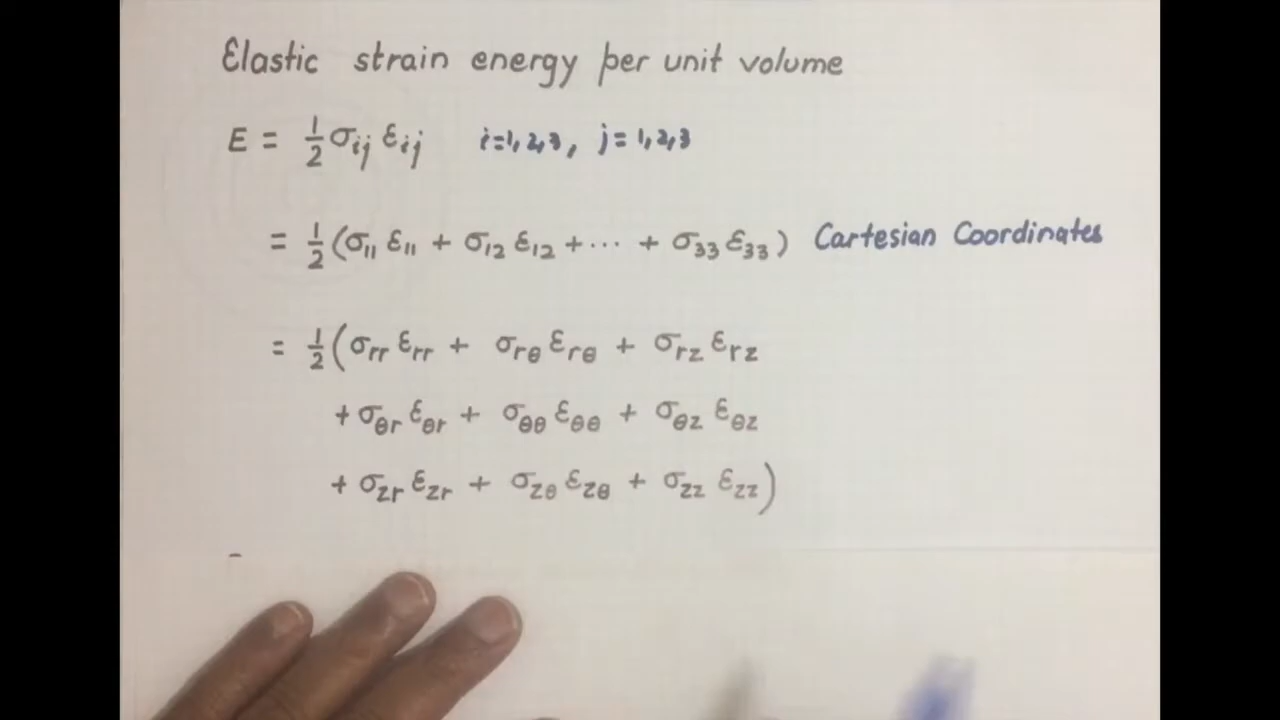 Elastic strain energy per unit volume
E = 1/2 σij εij i=1,2,3, j=1,2,3
= 1/2 (σ11 ε11 + σ12 ε12 + ··· + σ33 ε33) Cartesian Coordinates
= 1/2 (σrr εrr + σrθ εrθ + σrz εrz
+ σθr εθr + σθθ εθθ + σθz εθz
+ σzr εzr + σzθ εzθ + σzz εzz)